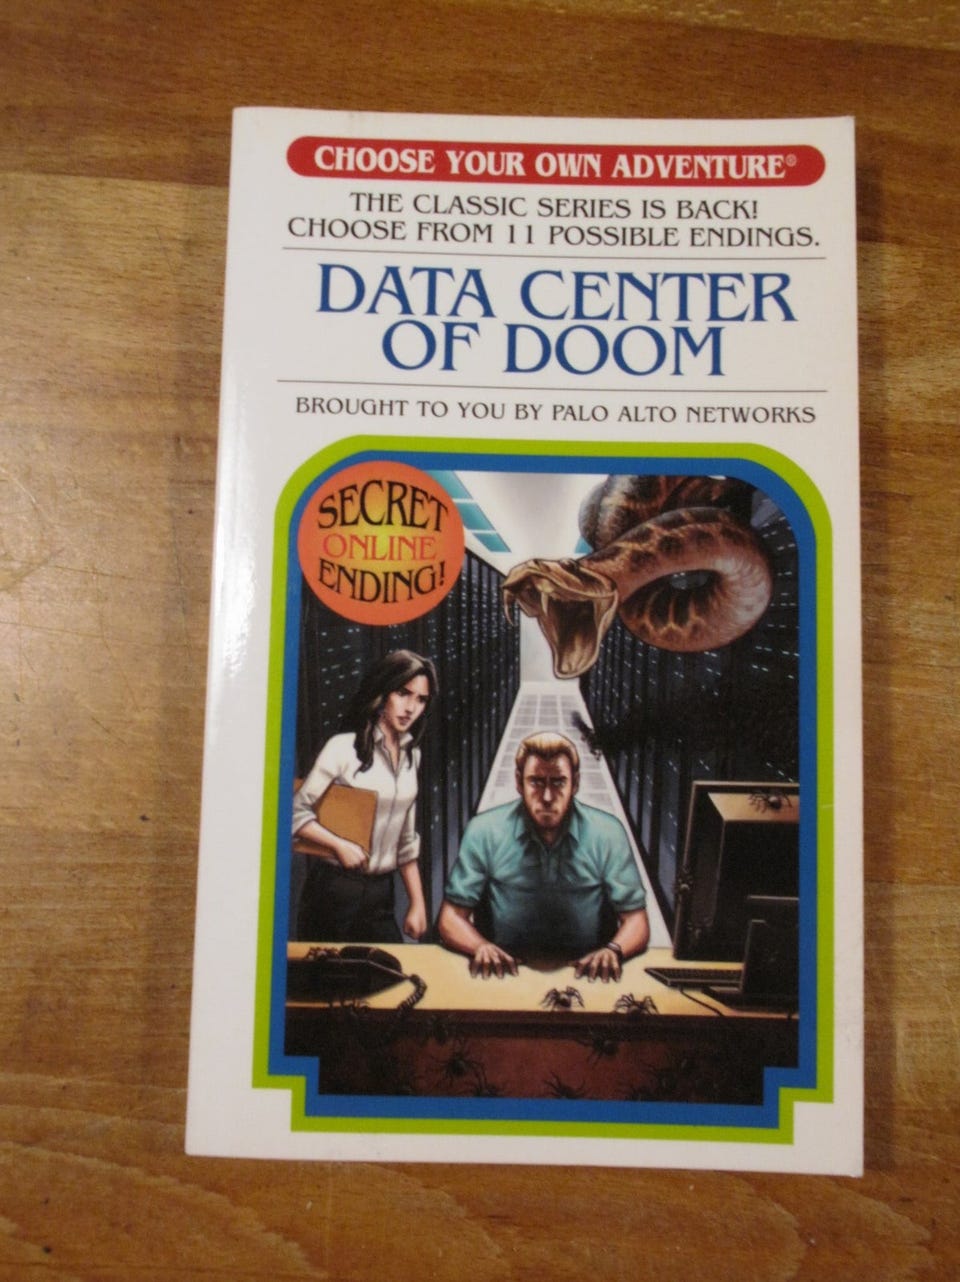 CHOOSE YOUR OWN ADVENTURE®
THE CLASSIC SERIES IS BACK!
CHOOSE FROM 11 POSSIBLE ENDINGS.
DATA CENTER
OF DOOM
BROUGHT TO YOU BY PALO ALTO NETWORKS
SECRET
ONLINE
ENDING!